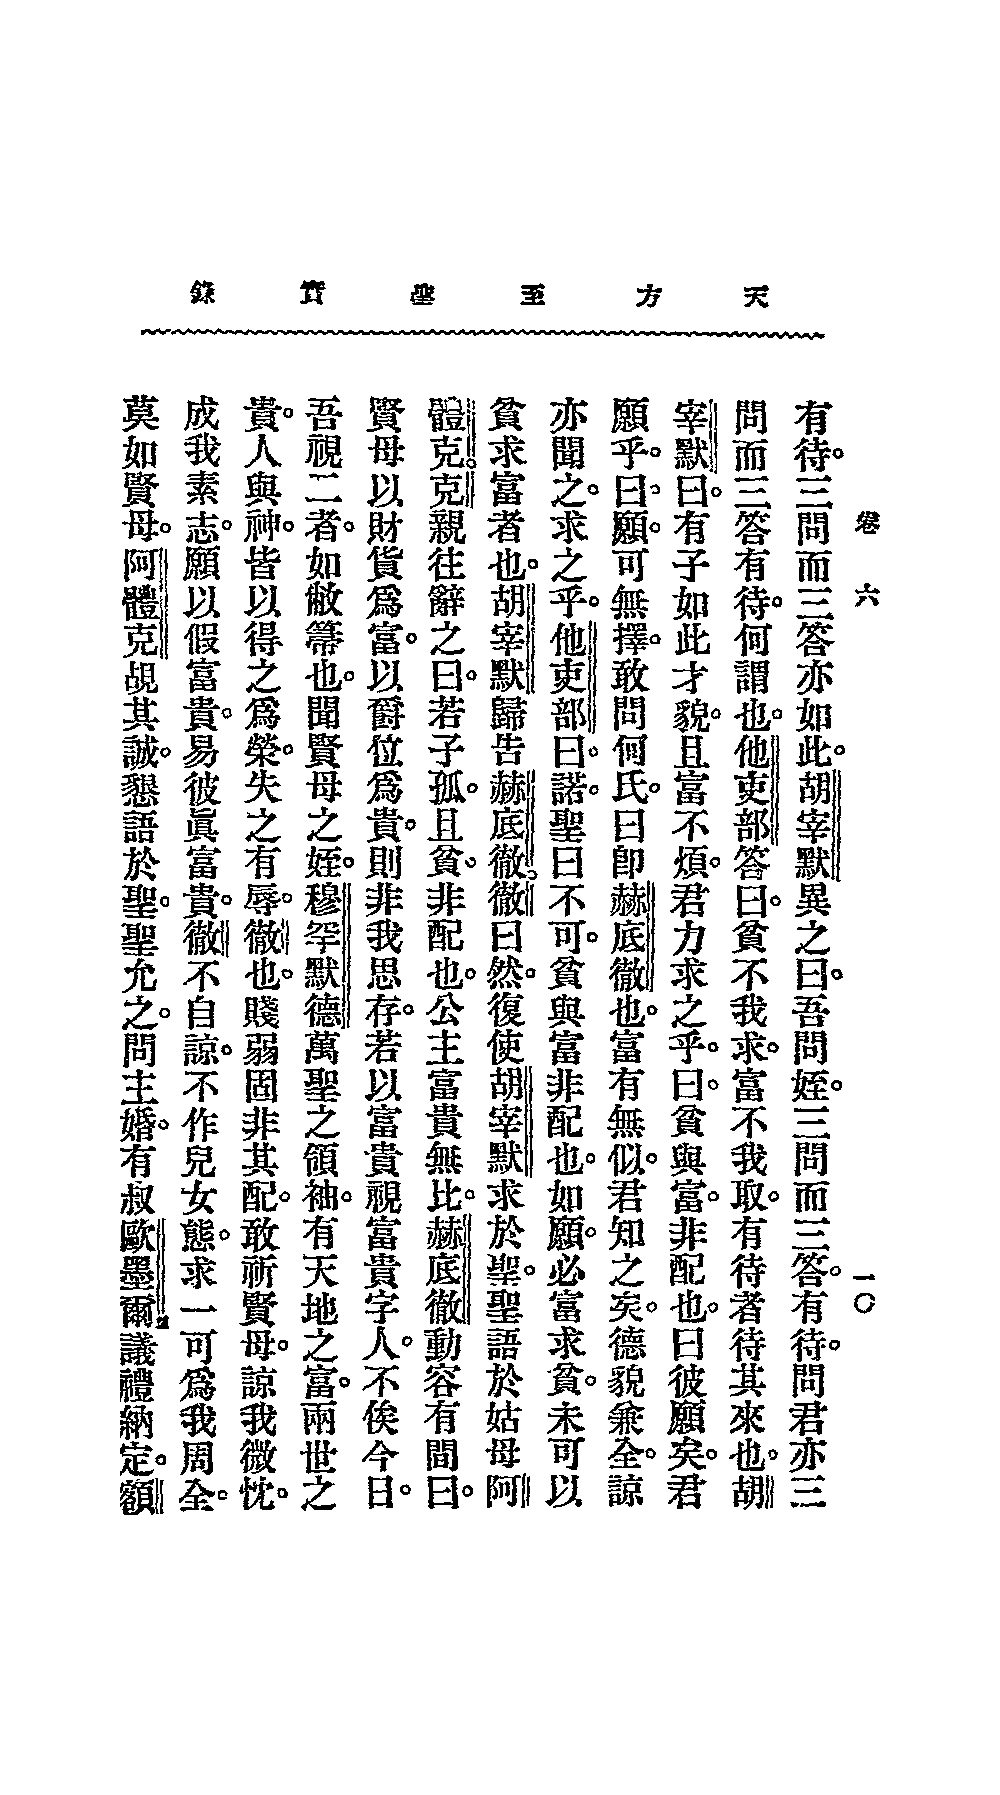 天方至聖實錄
卷六
一〇
有待。三問而三答亦如此。胡宰默異之曰。吾問姪。三問而三答。有待。問君亦三
問而三答有待。何謂也。他吏部答曰。貧不我求。富不我取。有待者待其來也。胡
宰默曰。有子如此才貌。且富不煩。君力求之乎。曰。貧與富。非配也。曰彼願矣。君
願乎。曰。願。可無擇。敢問何氏。曰卽赫底徹也。富有無似。君知之矣。德貌兼全。諒
亦聞之。求之乎。他吏部曰。諾。聖曰不可。貧與富非配也。如願。必富求貧。未可以
貧求富者也。胡宰默歸告赫底徹。徹曰然。復使胡宰默求於聖。聖語於姑母阿
體克。克親往辭之曰。若子孤。且貧、非配也。公主富貴無比。赫底徹動容有間曰。
賢母以財貨爲富。以爵位爲貴。則非我思存。若以富貴視富貴字人。不俟今日。
吾視二者。如敝箒也。聞賢母之姪。穆罕默德萬聖之領袖。有天地之富。兩世之
貴。人與神。皆以得之爲榮。失之有辱。徹也。賤弱固非其配。敢祈賢母。諒我微忱。
成我素志。願以假富貴。易彼眞富貴。徹不自諒。不作兒女態。求一可爲我周全。
莫如賢母。阿體克覘其誠。懇語於聖。聖允之。問主婚。有叔歐墨爾議禮納定。額